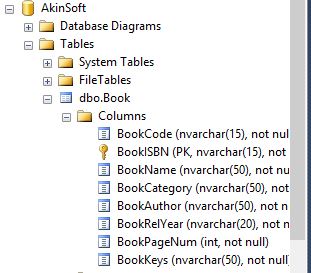 AkinSoft
Database Diagrams
Tables
System Tables
FileTables
dbo.Book
Columns
BookCode (nvarchar(15), not nul
BookISBN (PK, nvarchar(15), not
BookName (nvarchar(50), not nu
BookCategory (nvarchar(50), not
BookAuthor (nvarchar(50), not n
BookRelYear (nvarchar(20), not n
BookPageNum (int, not null)
BookKeys (nvarchar(50), not null)